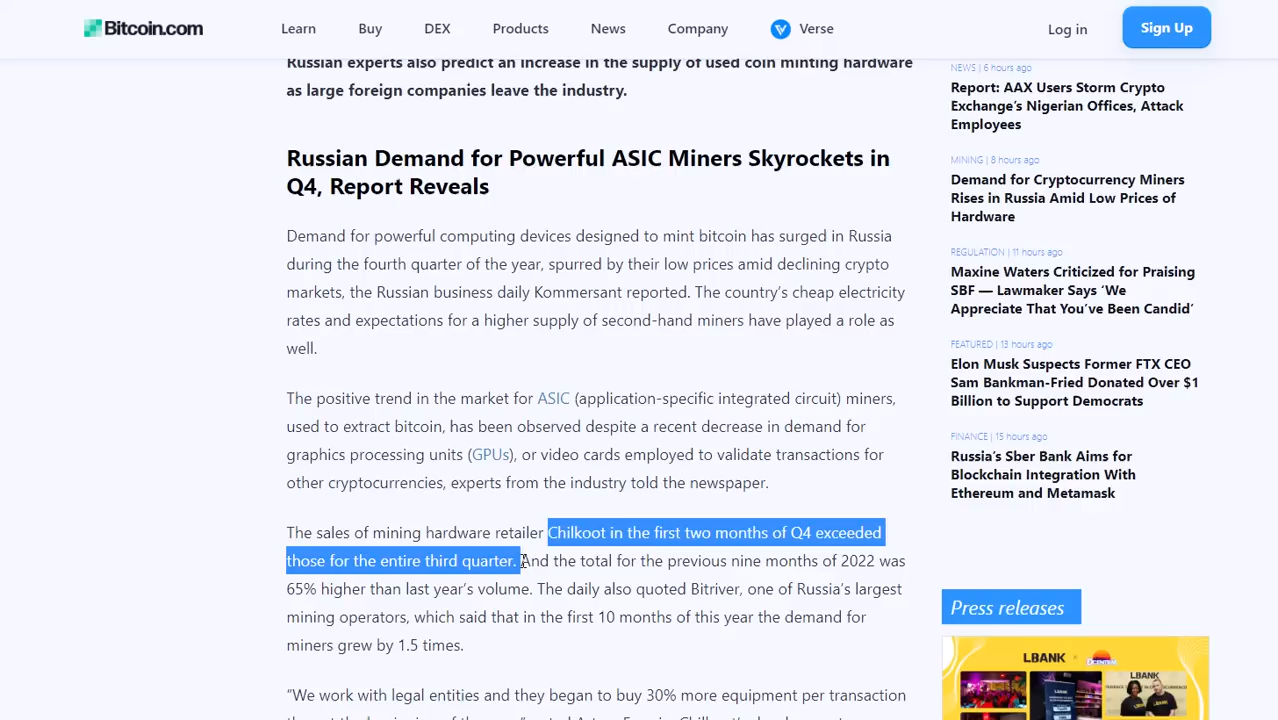 Bitcoin.com
Learn
Buy
DEX
Products
News
Company
Verse
Log in
Sign Up
Russian experts also predict an increase in the supply of used coin minting hardware
as large foreign companies leave the industry.
Russian Demand for Powerful ASIC Miners Skyrockets in
Q4, Report Reveals
Demand for powerful computing devices designed to mint bitcoin has surged in Russia
during the fourth quarter of the year, spurred by their low prices amid declining crypto
markets, the Russian business daily Kommersant reported. The country's cheap electricity
rates and expectations for a higher supply of second-hand miners have played a role as
well.
The positive trend in the market for ASIC (application-specific integrated circuit) miners,
used to extract bitcoin, has been observed despite a recent decrease in demand for
graphics processing units (GPUs), or video cards employed to validate transactions for
other cryptocurrencies, experts from the industry told the newspaper.
The sales of mining hardware retailer Chilkoot in the first two months of Q4 exceeded
those for the entire third quarter. And the total for the previous nine months of 2022 was
65% higher than last year's volume. The daily also quoted Bitriver, one of Russia's largest
mining operators, which said that in the first 10 months of this year the demand for
miners grew by 1.5 times.
"We work with legal entities and they began to buy 30% more equipment per transaction
NEWS | 6 hours ago
Report: AAX Users Storm Crypto
Exchange's Nigerian Offices, Attack
Employees
MINING | 8 hours ago
Demand for Cryptocurrency Miners
Rises in Russia Amid Low Prices of
Hardware
REGULATION | 11 hours ago
Maxine Waters Criticized for Praising
SBF — Lawmaker Says 'We
Appreciate That You've Been Candid'
FEATURED | 13 hours ago
Elon Musk Suspects Former FTX CEO
Sam Bankman-Fried Donated Over $1
Billion to Support Democrats
FINANCE | 15 hours ago
Russia's Sber Bank Aims for
Blockchain Integration With
Ethereum and Metamask
Press releases
LBANK
LBANK